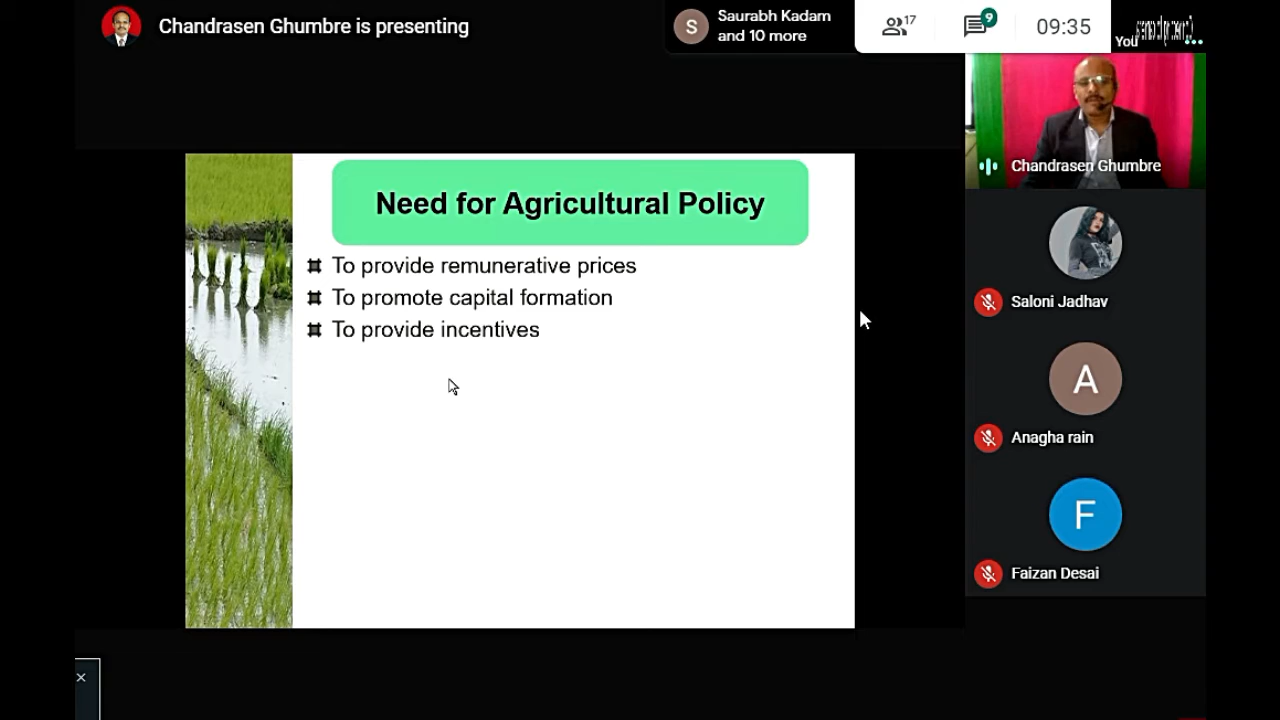 Chandrasen Ghumbre is presenting
S
Saurabh Kadam
and 10 more
17
9
09:35
You
Chandrasen Ghumbre
Need for Agricultural Policy
To provide remunerative prices
To promote capital formation
To provide incentives
Saloni Jadhav
A
Anagha rain
F
Faizan Desai